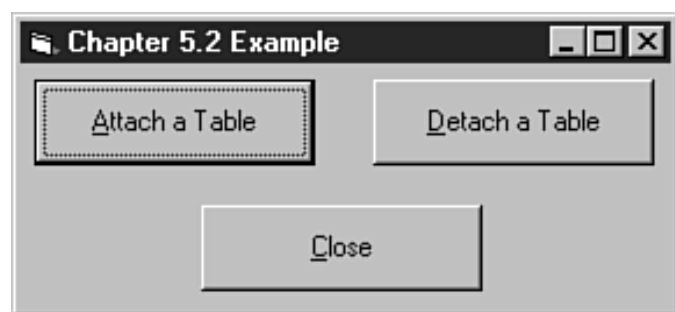 Chapter 5.2 Example
Attach a Table
Detach a Table
Close